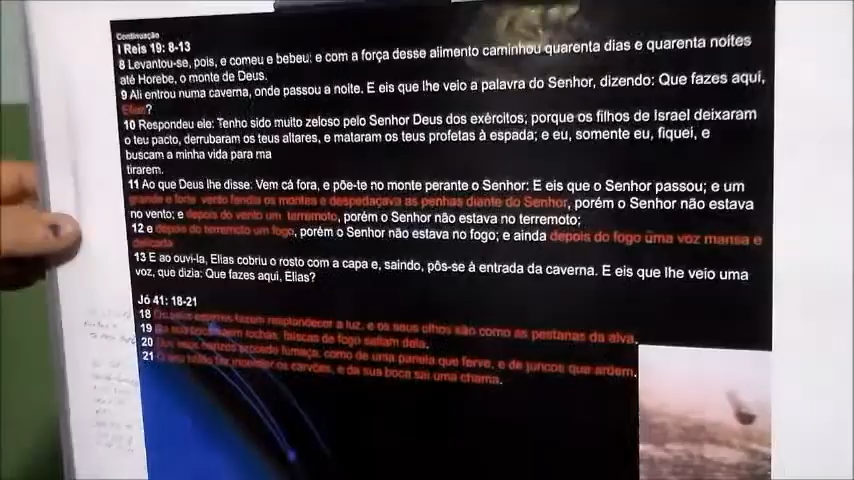 Continuação
I Reis 19: 8-13
8 Levantou-se, pois, e comeu e bebeu; e com a força desse alimento caminhou quarenta dias e quarenta noites
até Horebe, o monte de Deus.
9 Ali entrou numa caverna, onde passou a noite. E eis que lhe veio a palavra do Senhor, dizendo: Que fazes aqui,
Elias?
10 Respondeu ele: Tenho sido muito zeloso pelo Senhor Deus dos exércitos; porque os filhos de Israel deixaram
o teu pacto, derrubaram os teus altares, e mataram os teus profetas à espada; e eu, somente eu, fiquei, e
buscam a minha vida para ma
tirarem.
11 Ao que Deus lhe disse: Vem cá fora, e põe-te no monte perante o Senhor: E eis que o Senhor passou; e um
grande e forte vento fendia os montes e despedaçava as penhas diante do Senhor, porém o Senhor não estava
no vento; e depois do vento um terremoto, porém o Senhor não estava no terremoto;
12 e depois do terremoto um fogo, porém o Senhor não estava no fogo; e ainda depois do fogo uma voz mansa e
delicada
13 E ao ouvi-la, Elias cobriu o rosto com a capa e, saindo, pôs-se à entrada da caverna. E eis que lhe veio uma
voz, que dizia: Que fazes aqui, Elias?
Jó 41: 18-21
18 Os seus espirros fazem resplandecer a luz, e os seus olhos são como as pestanas da alva.
19 Da sua boca saem tochas; faíscas de fogo saltam dela.
20 Dos seus narizes procede fumaça, como de uma panela que ferve, e de juncos que ardem.
21 O seu hálito faz incender os carvões, e da sua boca sai uma chama.